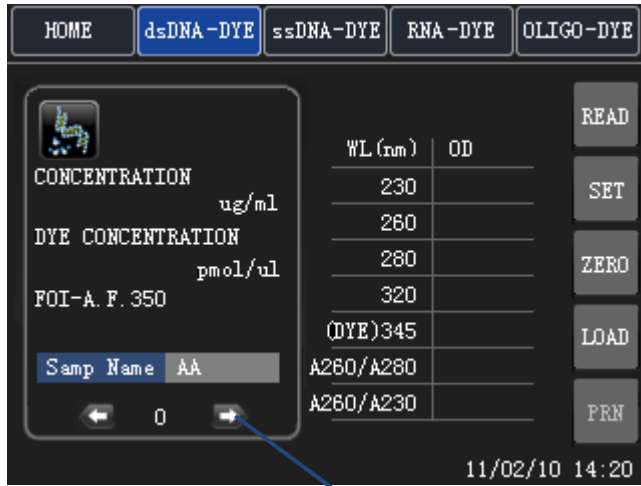 HOME dsDNA-DYE ssDNA-DYE RNA-DYE OLIGO-DYE
CONCENTRATION
ug/ml
DYE CONCENTRATION
pmol/ul
FOI-A.F.350
Samp Name AA
0
WL(nm) OD
230
260
280
320
(DYE)345
A260/A280
A260/A230
READ
SET
ZERO
LOAD
PRN
11/02/10 14:20